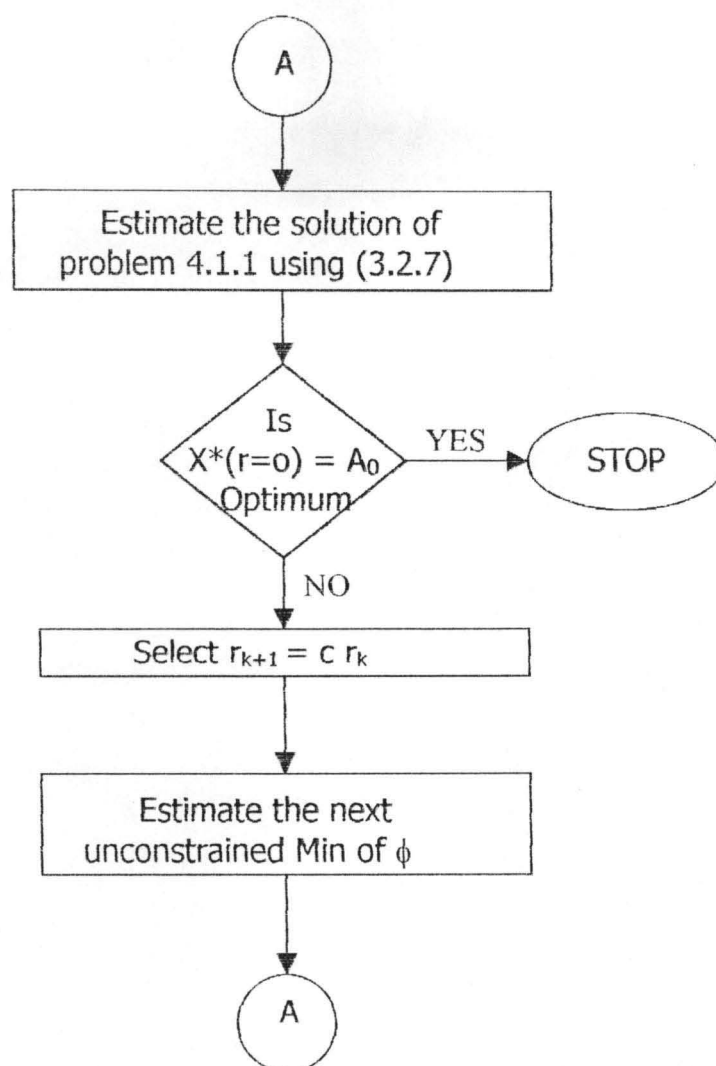 A
Estimate the solution of
problem 4.1.1 using (3.2.7)
Is
X*(r=o) = A₀
Optimum
YES
STOP
NO
Select rₖ₊₁ = c rₖ
Estimate the next
unconstrained Min of ϕ
A